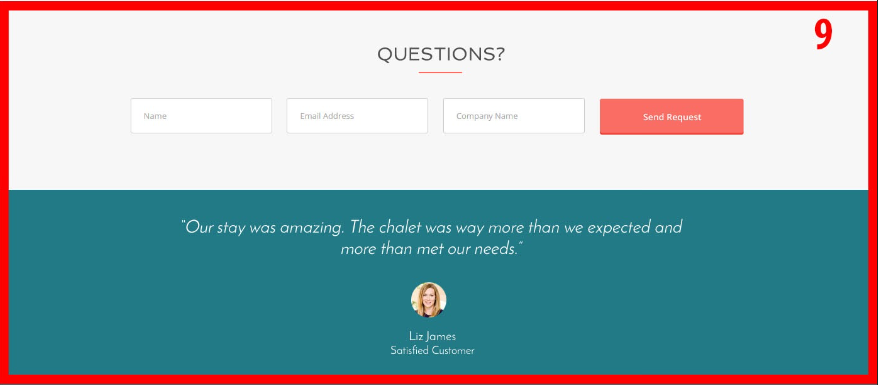 9
QUESTIONS?
Name
Email Address
Company Name
Send Request
"Our stay was amazing. The chalet was way more than we expected and
more than met our needs."
Liz James
Satisfied Customer